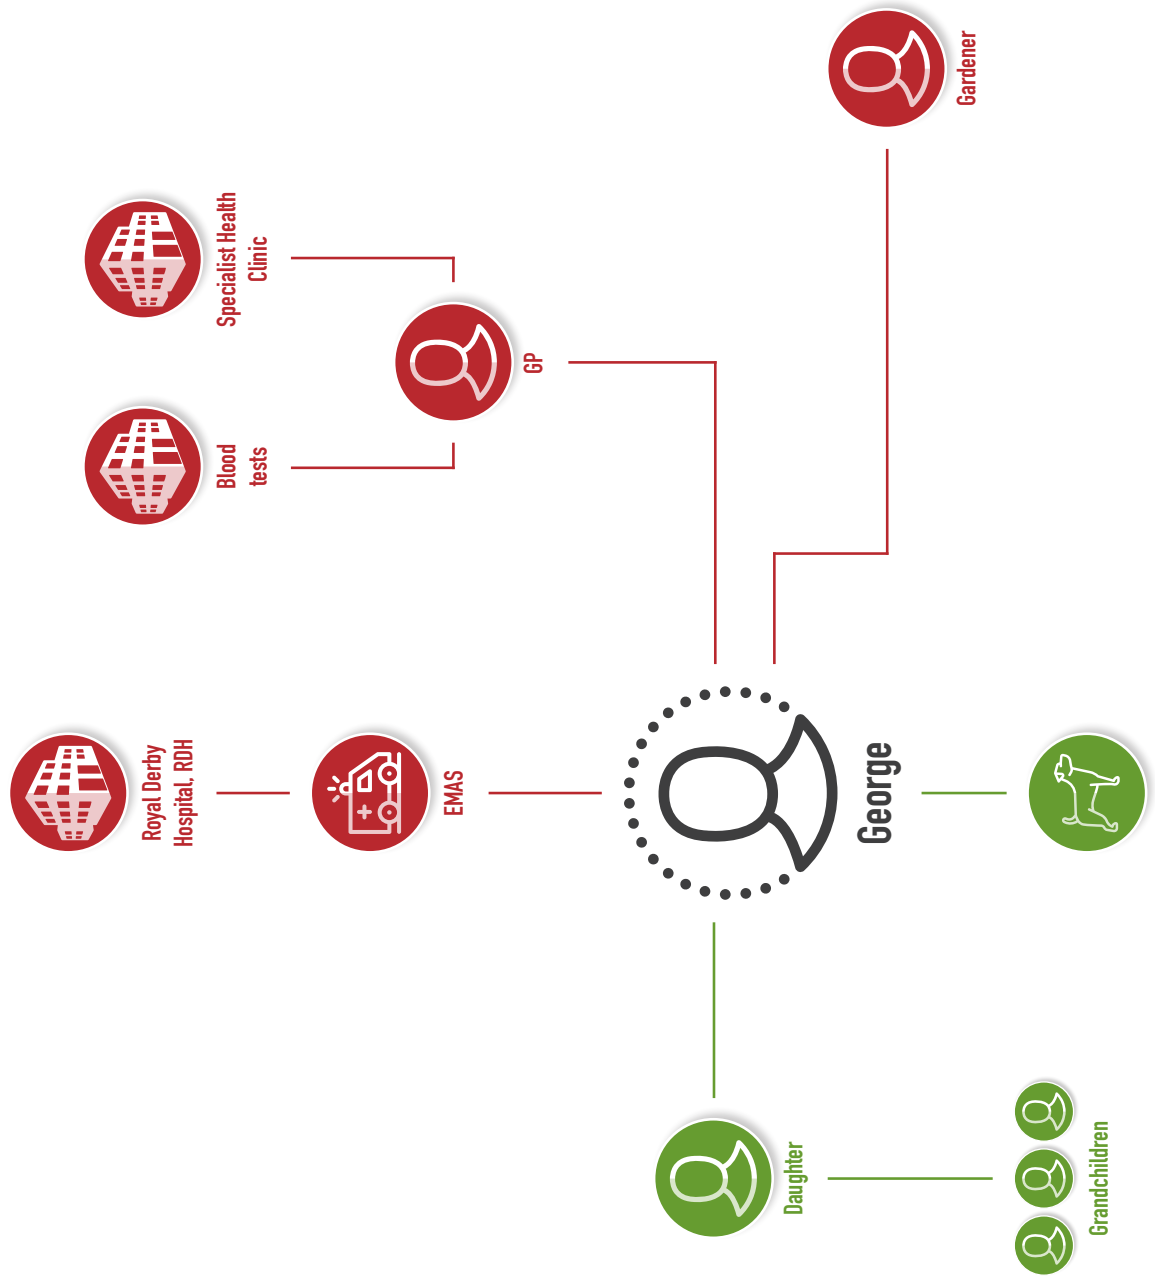 Royal Derby
Hospital, RDH
EMAS
Blood
tests
Specialist Health
Clinic
GP
Gardener
George
Daughter
Grandchildren